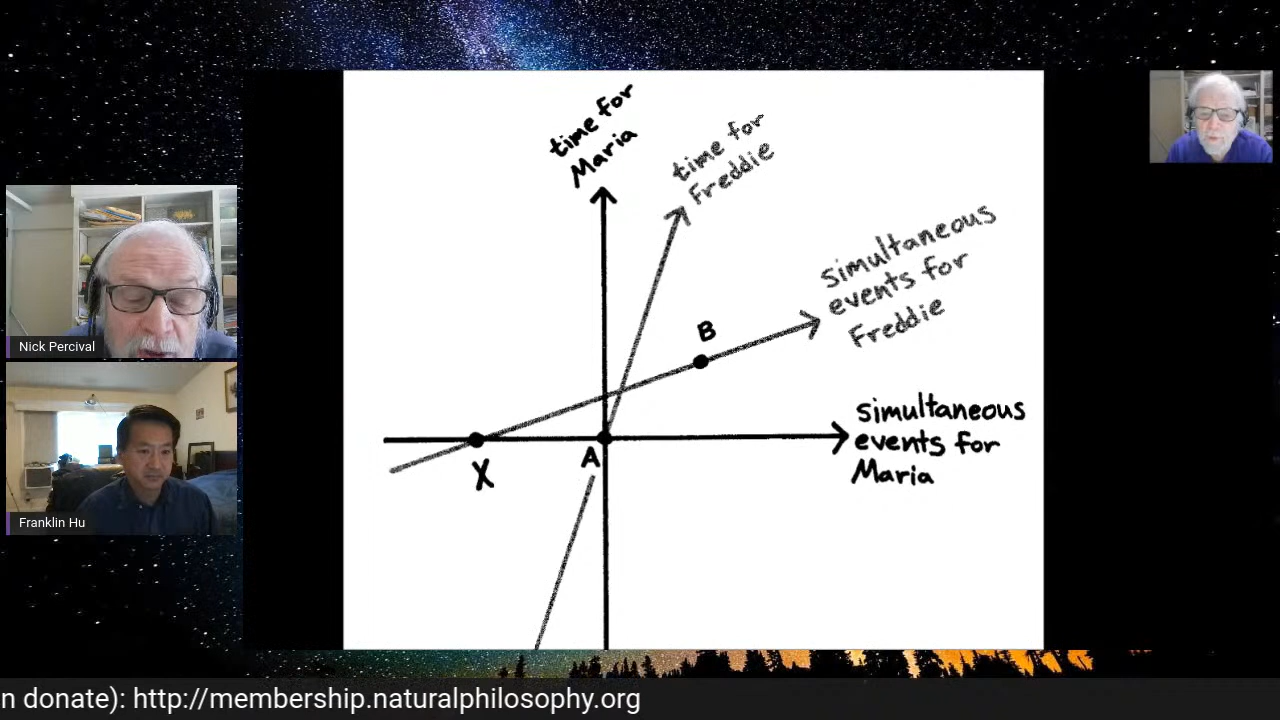 time for
Maria
time for
Freddie
simultaneous
events for
Freddie
B
simultaneous
events for
Maria
A
X
Nick Percival
Franklin Hu
n donate): http://membership.naturalphilosophy.org